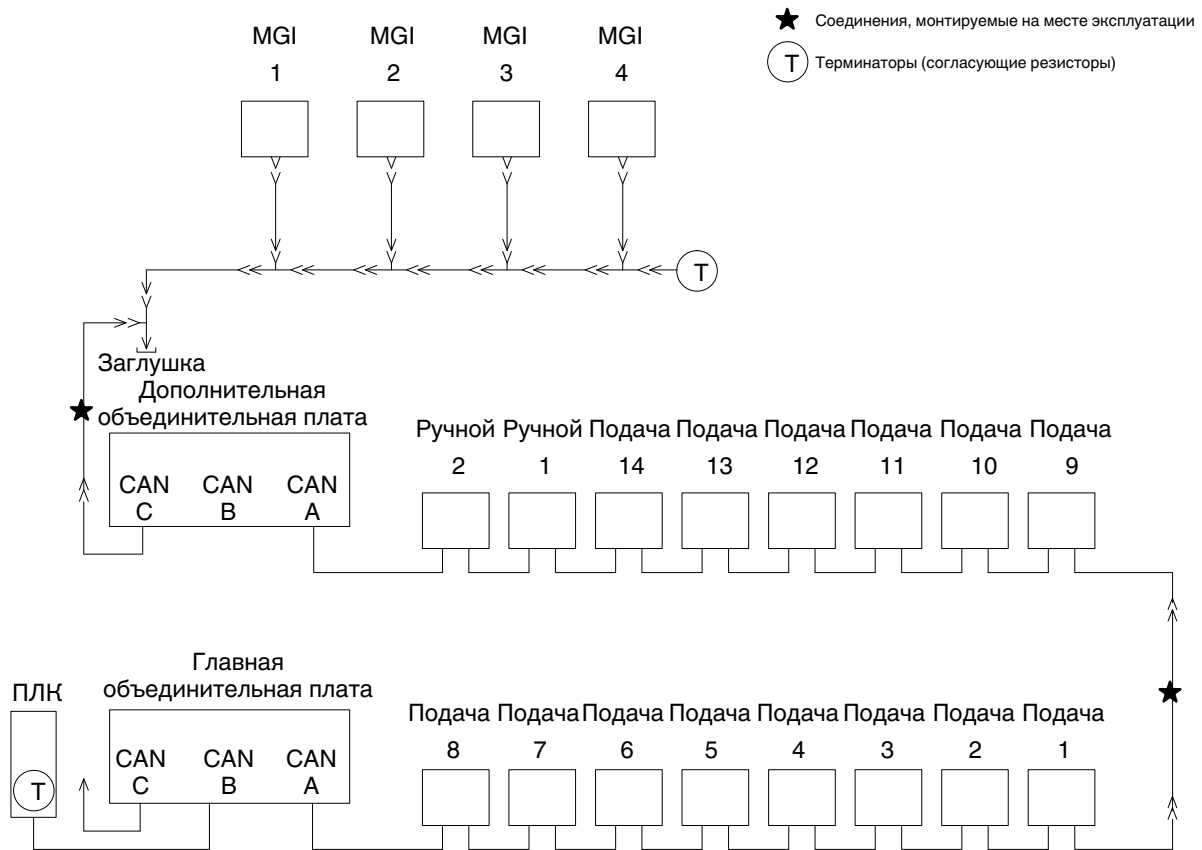 Соединения, монтируемые на месте эксплуатации
T Терминаторы (согласующие резисторы)
MGI MGI MGI MGI
1 2 3 4
T
Заглушка
Дополнительная
объединительная плата
CAN CAN CAN
C B A
Ручной Ручной Подача Подача Подача Подача Подача Подача
2 1 14 13 12 11 10 9
Главная
объединительная плата
ПЛК
CAN CAN CAN
C B A
T
Подача Подача Подача Подача Подача Подача Подача Подача
8 7 6 5 4 3 2 1